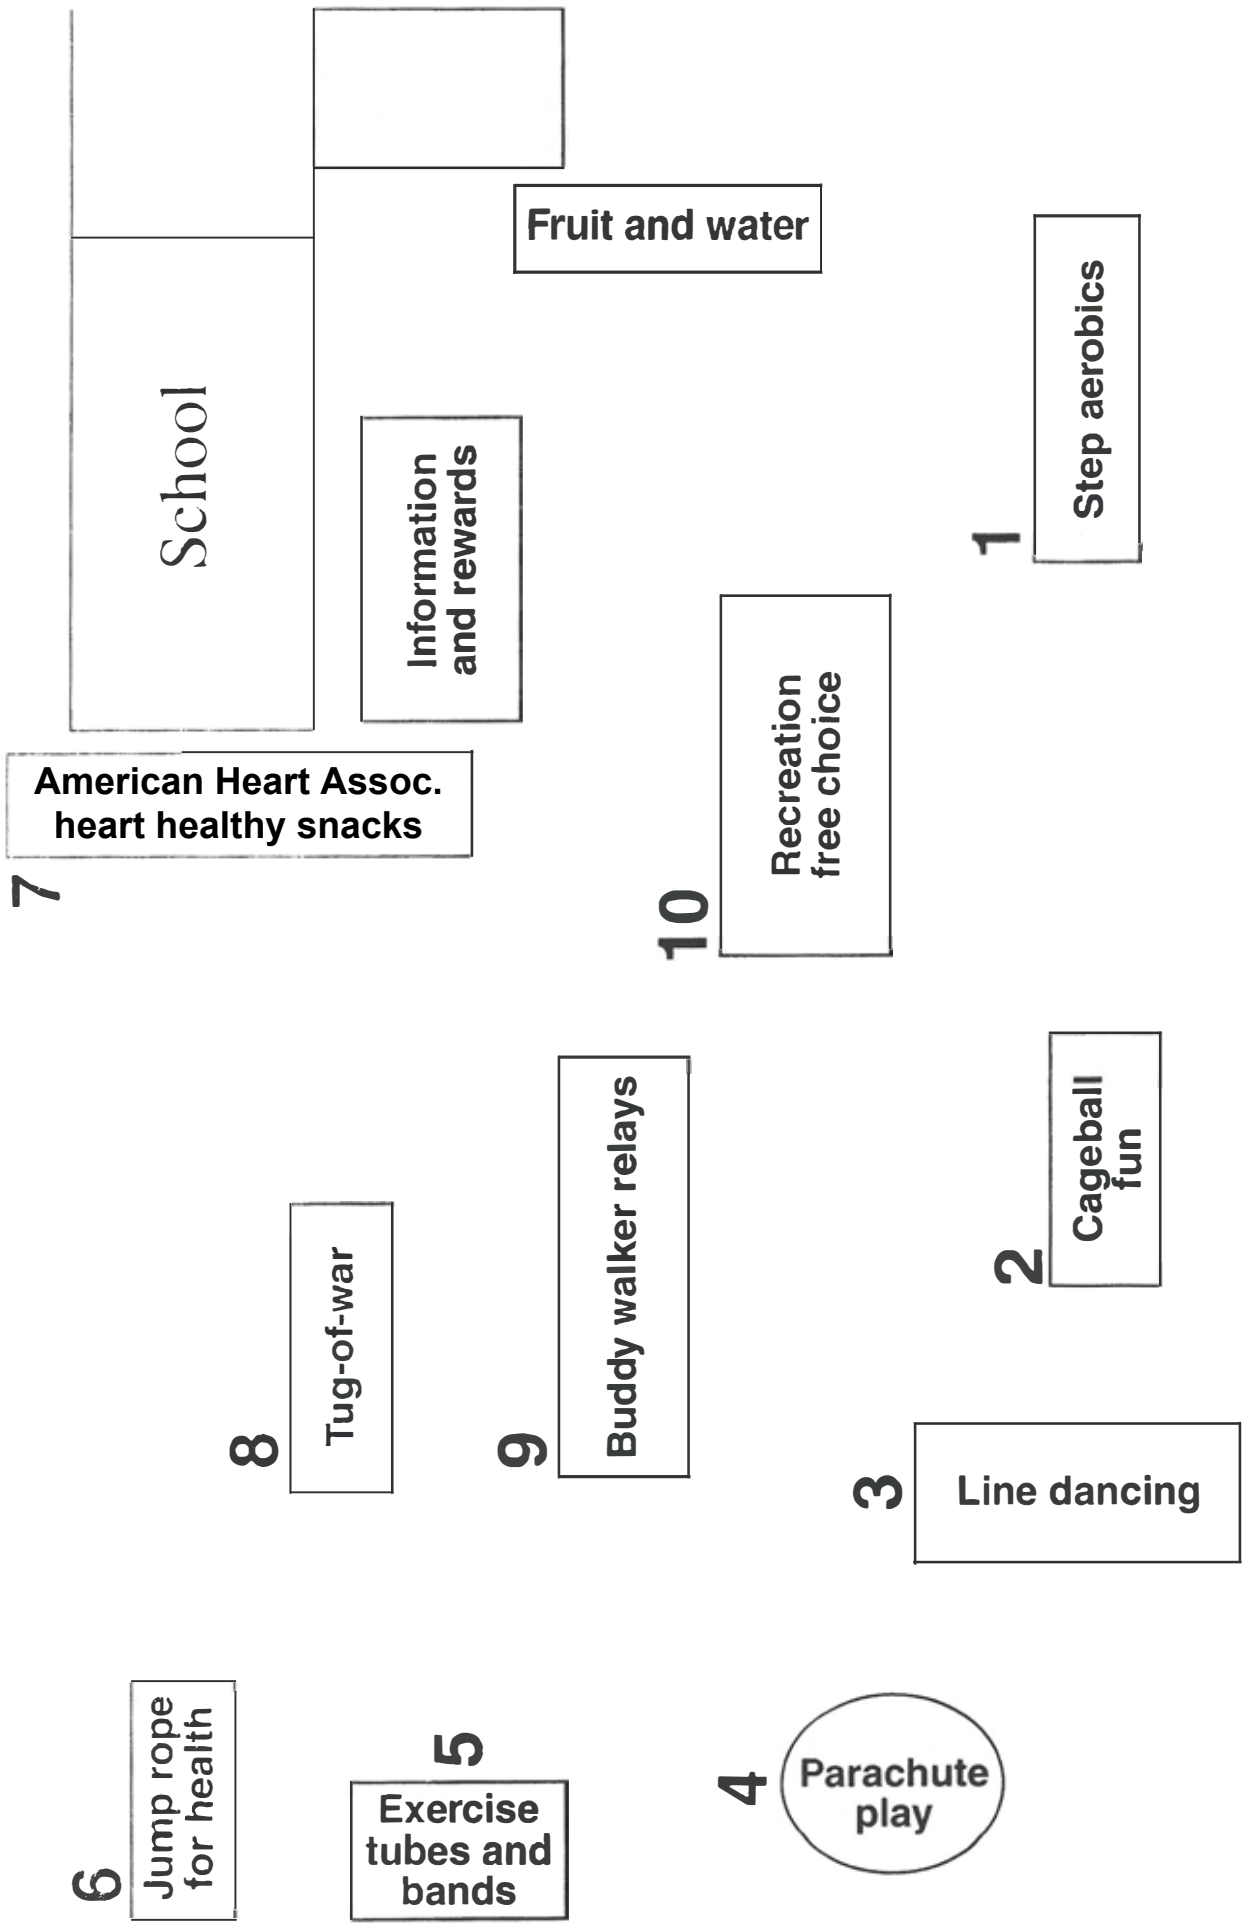 School
Fruit and water
Information
and rewards
1
Step aerobics
American Heart Assoc.
heart healthy snacks
7
10
Recreation
free choice
8
Tug-of-war
9
Buddy walker relays
2
Cageball
fun
3
Line dancing
6
Jump rope
for health
5
Exercise
tubes and
bands
4
Parachute
play